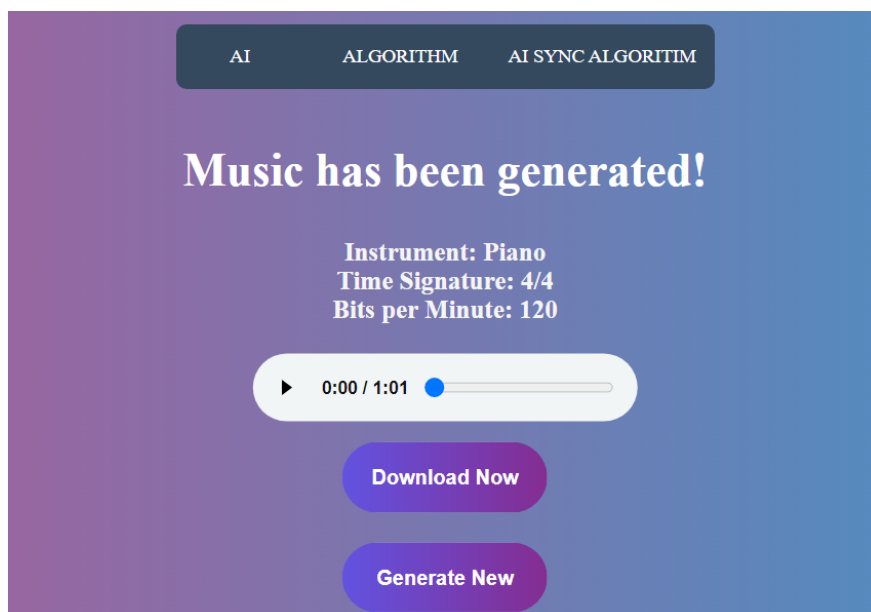 AI ALGORITHM AI SYNC ALGORITIM
Music has been generated!
Instrument: Piano
Time Signature: 4/4
Bits per Minute: 120
0:00 / 1:01
Download Now
Generate New